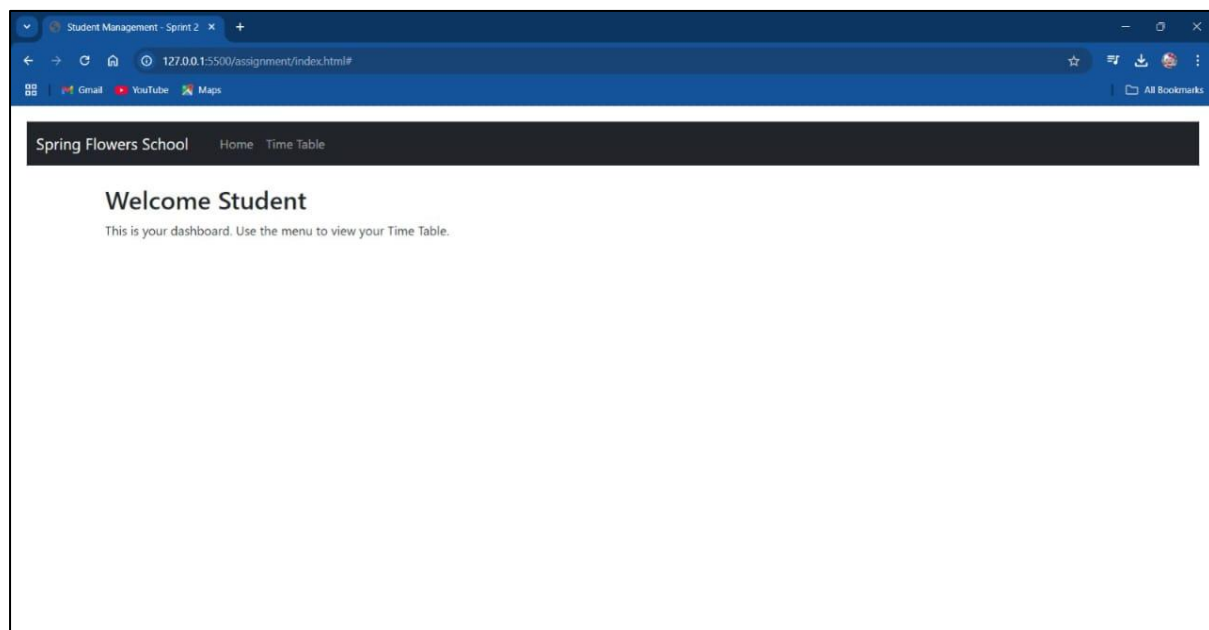 Student Management - Sprint 2
127.0.0.1:5500/assignment/index.html#
Gmail YouTube Maps All Bookmarks
Spring Flowers School Home Time Table
Welcome Student
This is your dashboard. Use the menu to view your Time Table.